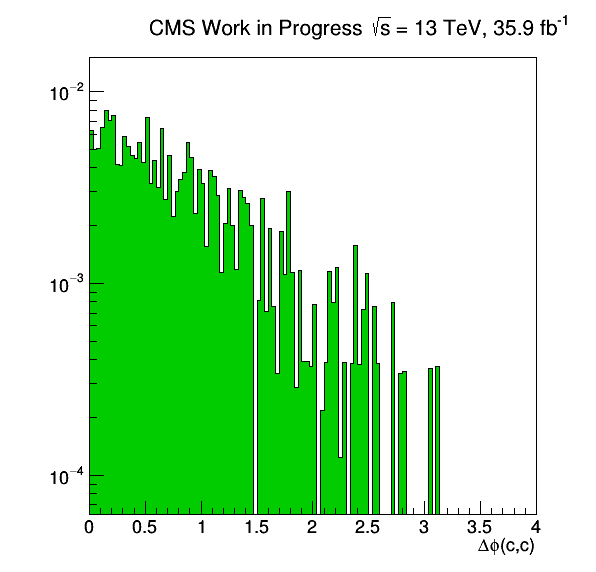 CMS Work in Progress √s = 13 TeV, 35.9 fb⁻¹
10⁻²
10⁻³
10⁻⁴
0 0.5 1 1.5 2 2.5 3 3.5 4
Δϕ(c,c)